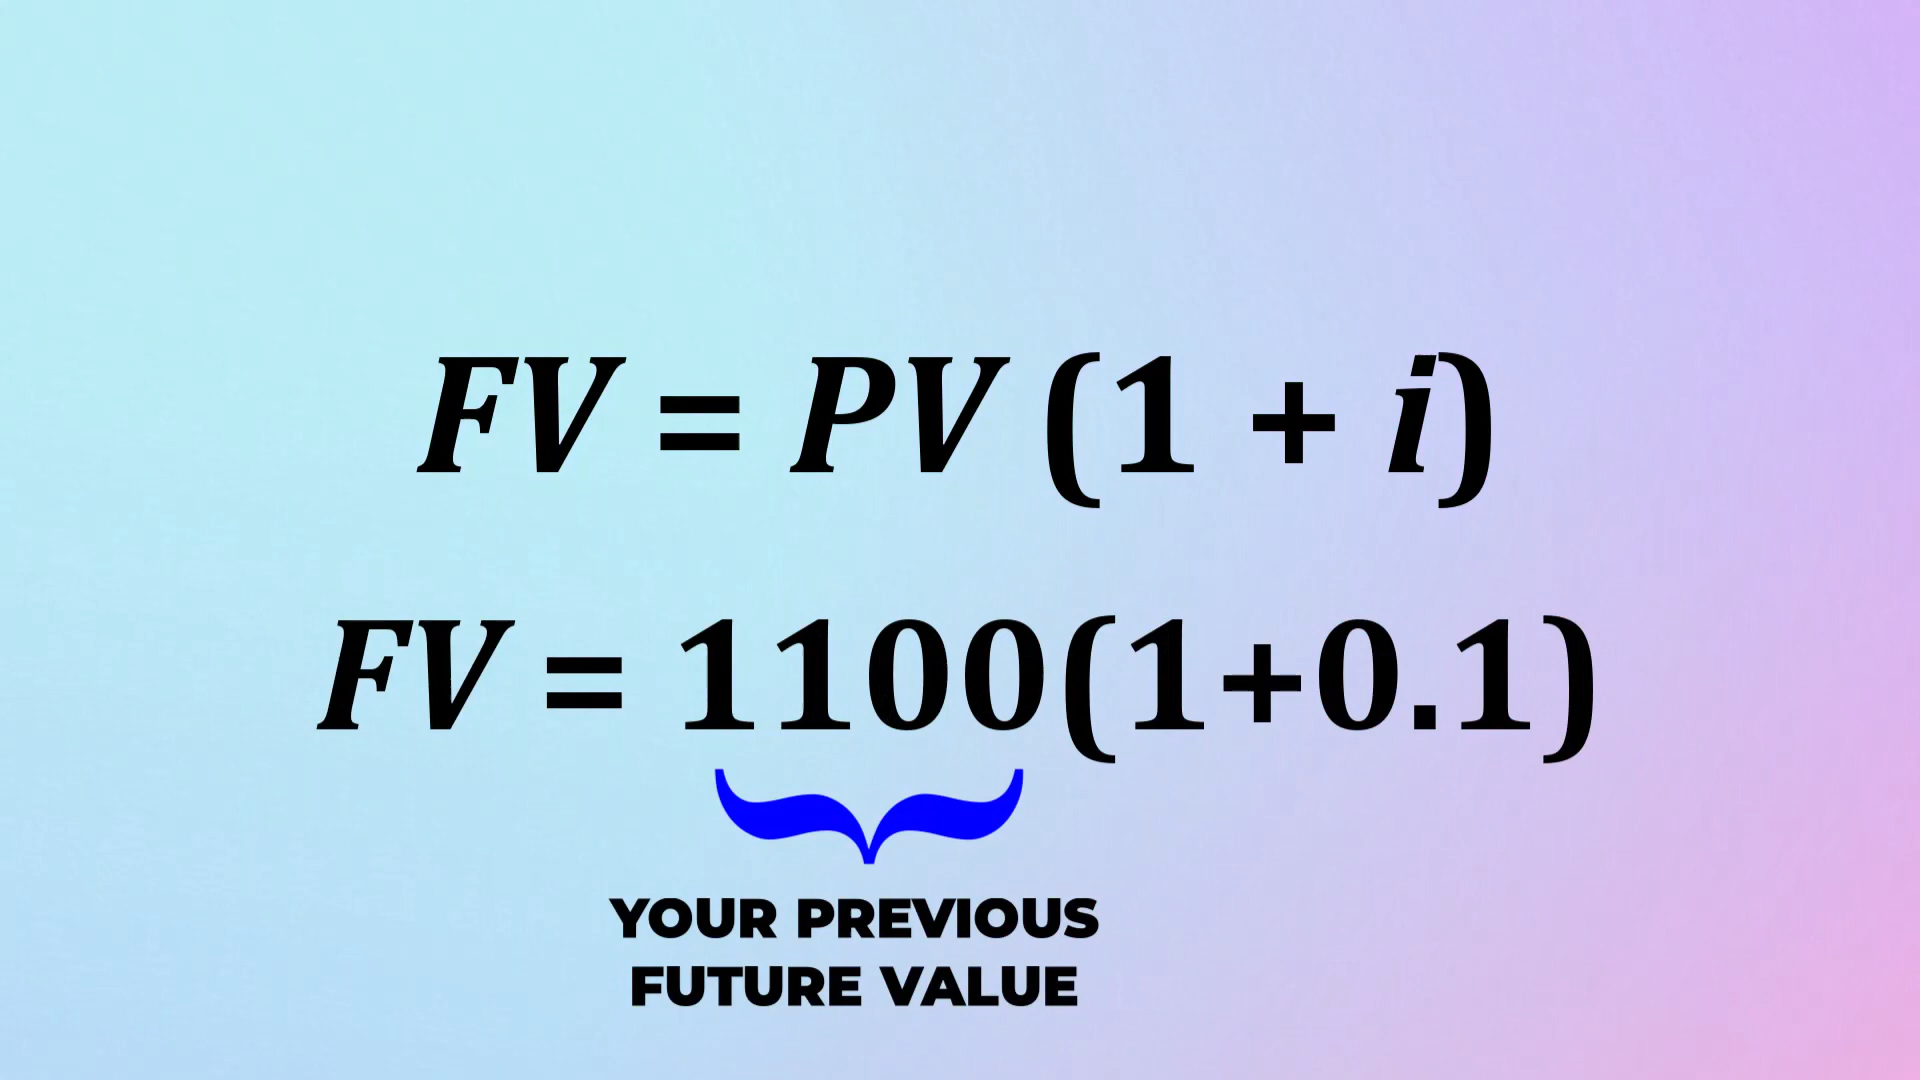 FV = PV (1 + i)
FV = 1100(1+0.1)
YOUR PREVIOUS
FUTURE VALUE